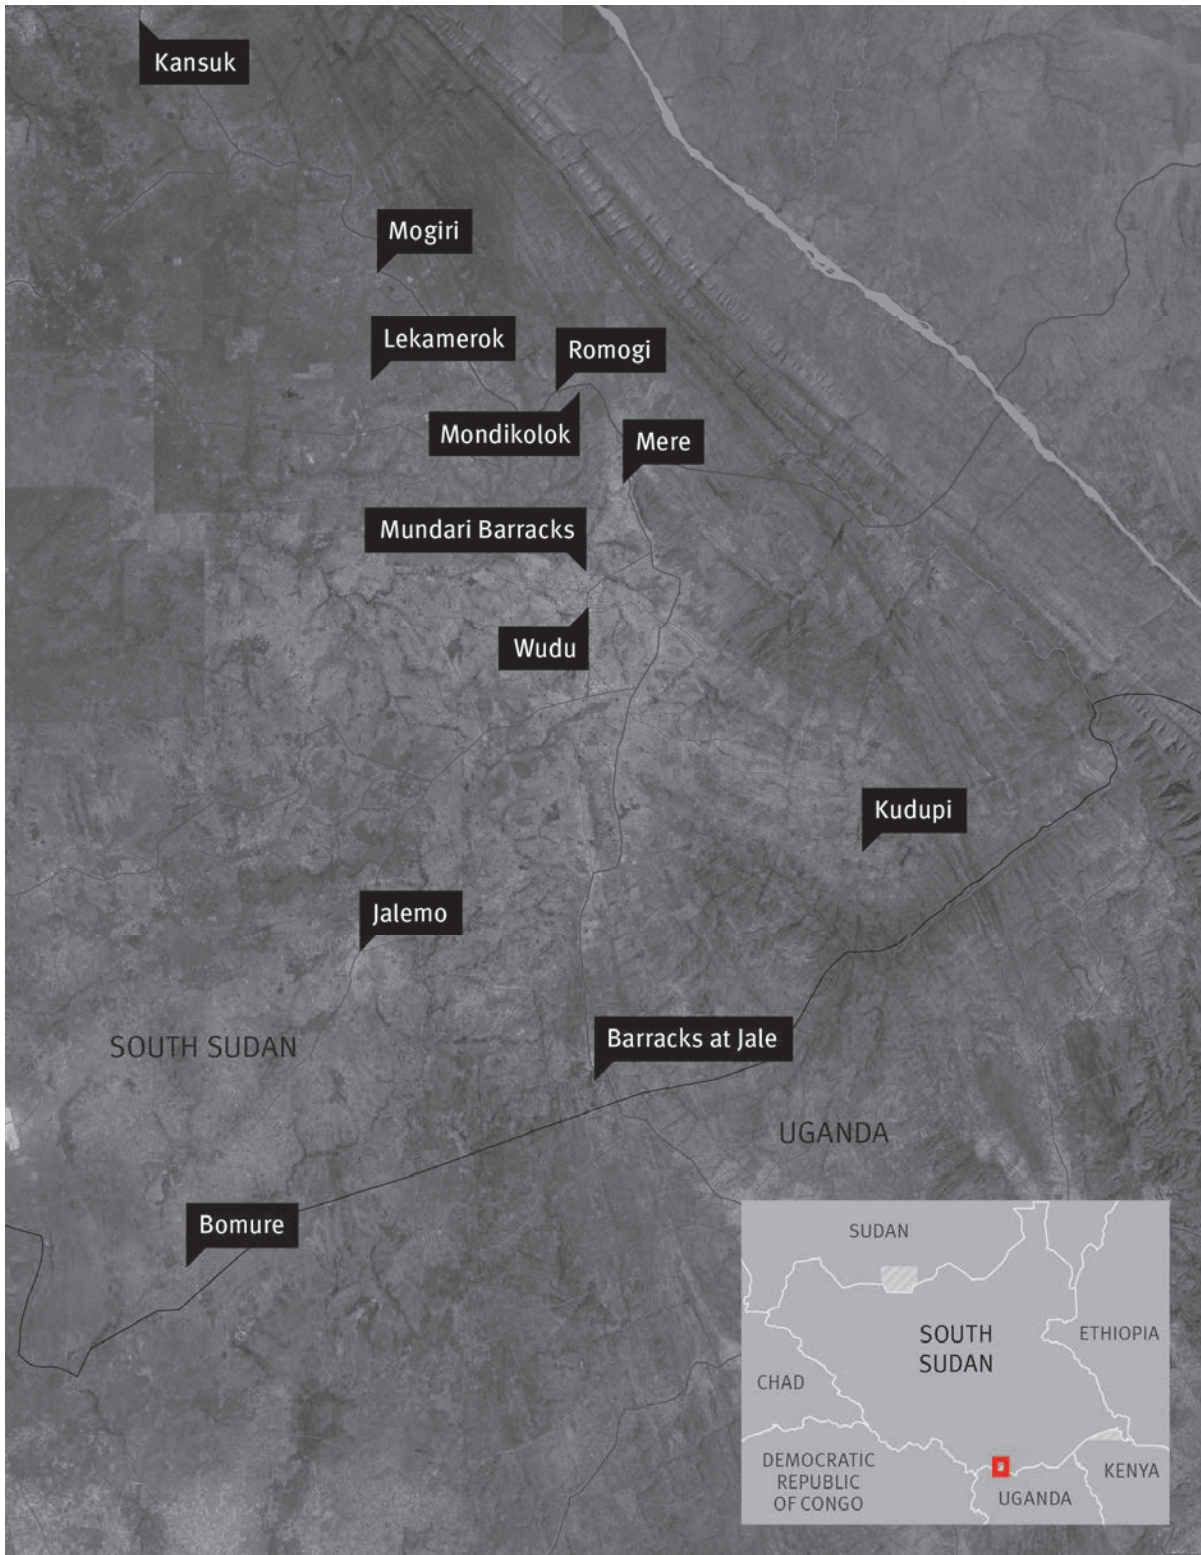 Kansuk
Mogiri
Lekamerok
Romogi
Mondikolok
Mere
Mundari Barracks
Wudu
Kudupi
Jalemo
Barracks at Jale
SOUTH SUDAN
UGANDA
Bomure
SUDAN
SOUTH
SUDAN
ETHIOPIA
CHAD
DEMOCRATIC
REPUBLIC
OF CONGO
KENYA
UGANDA